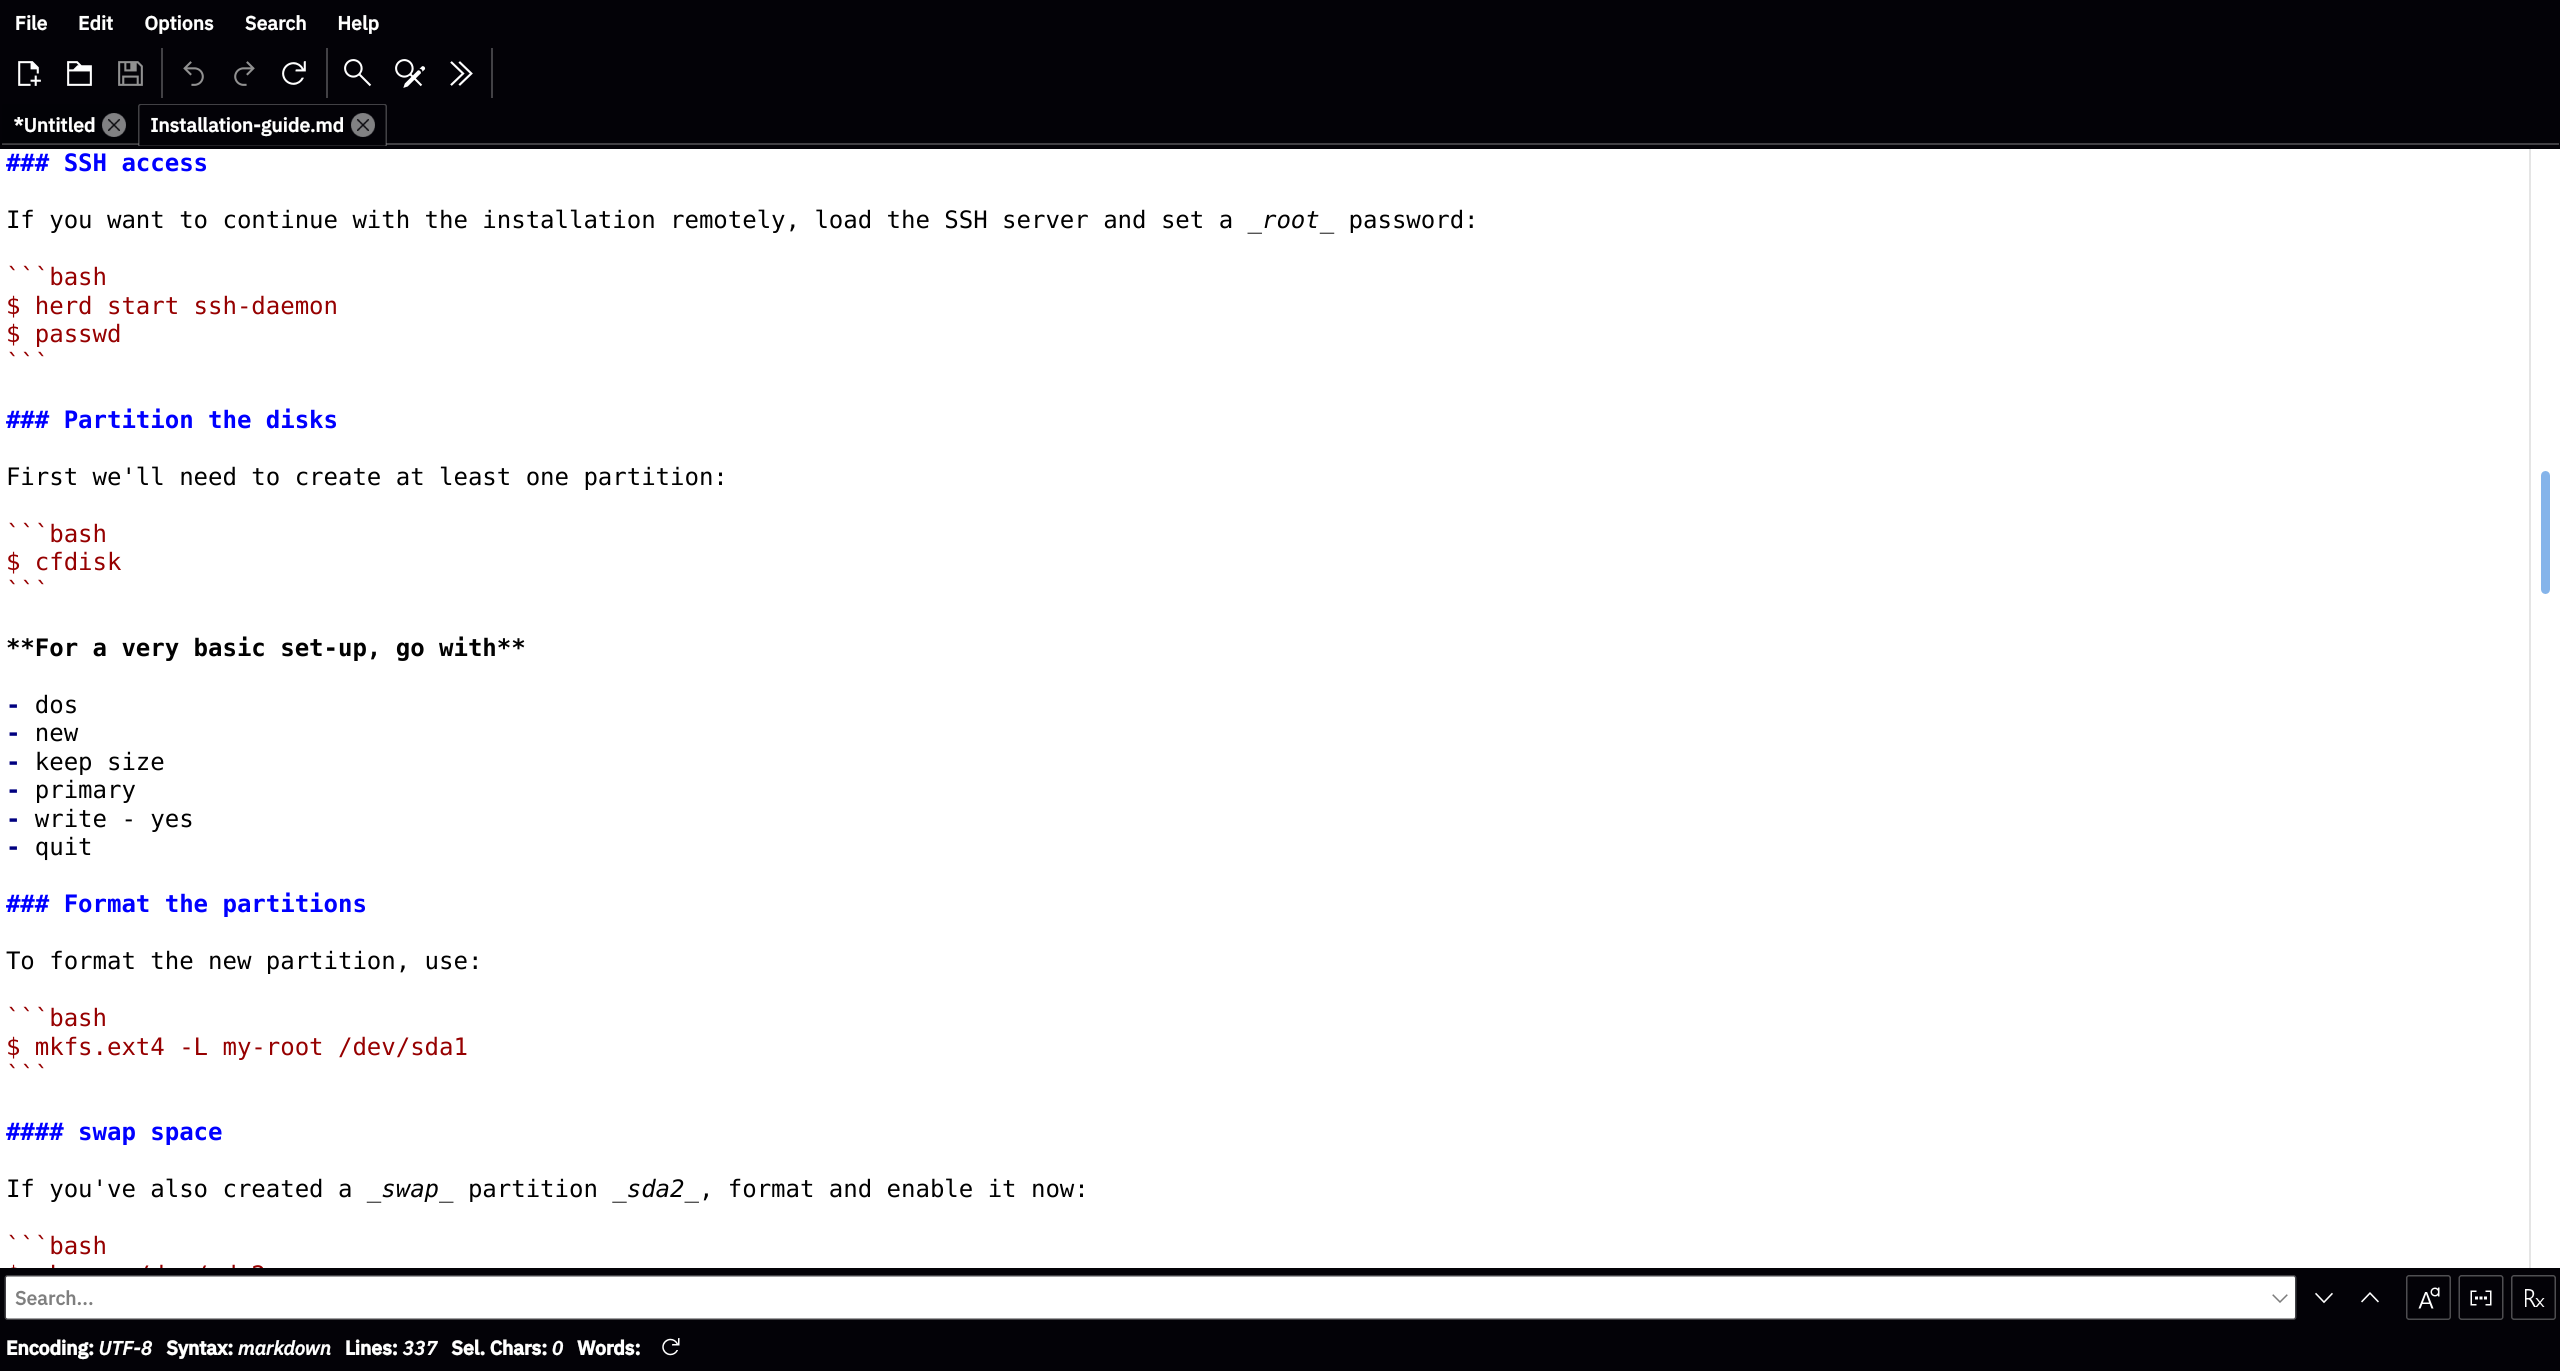 File Edit Options Search Help
*Untitled Installation-guide.md
### SSH access
If you want to continue with the installation remotely, load the SSH server and set a _root_ password:
```bash
$ herd start ssh-daemon
$ passwd
```
### Partition the disks
First we'll need to create at least one partition:
```bash
$ cfdisk
```
**For a very basic set-up, go with**
- dos
- new
- keep size
- primary
- write - yes
- quit
### Format the partitions
To format the new partition, use:
```bash
$ mkfs.ext4 -L my-root /dev/sda1
```
#### swap space
If you've also created a _swap_ partition _sda2_, format and enable it now:
```bash
Search...
Encoding: UTF-8 Syntax: markdown Lines: 337 Sel. Chars: 0 Words: